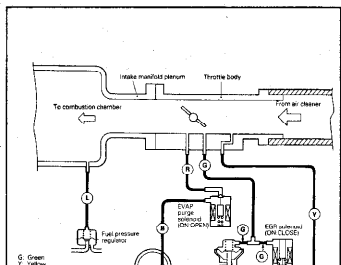 Intake manifold plenum
Throttle body
To combustion chamber
From air cleaner
R
G
L
EVAP
purge
solenoid
(ON OPEN)
Y
Fuel pressure
regulator
G
EGR solenoid
(ON CLOSE)
G
G: Green
Y: Yellow